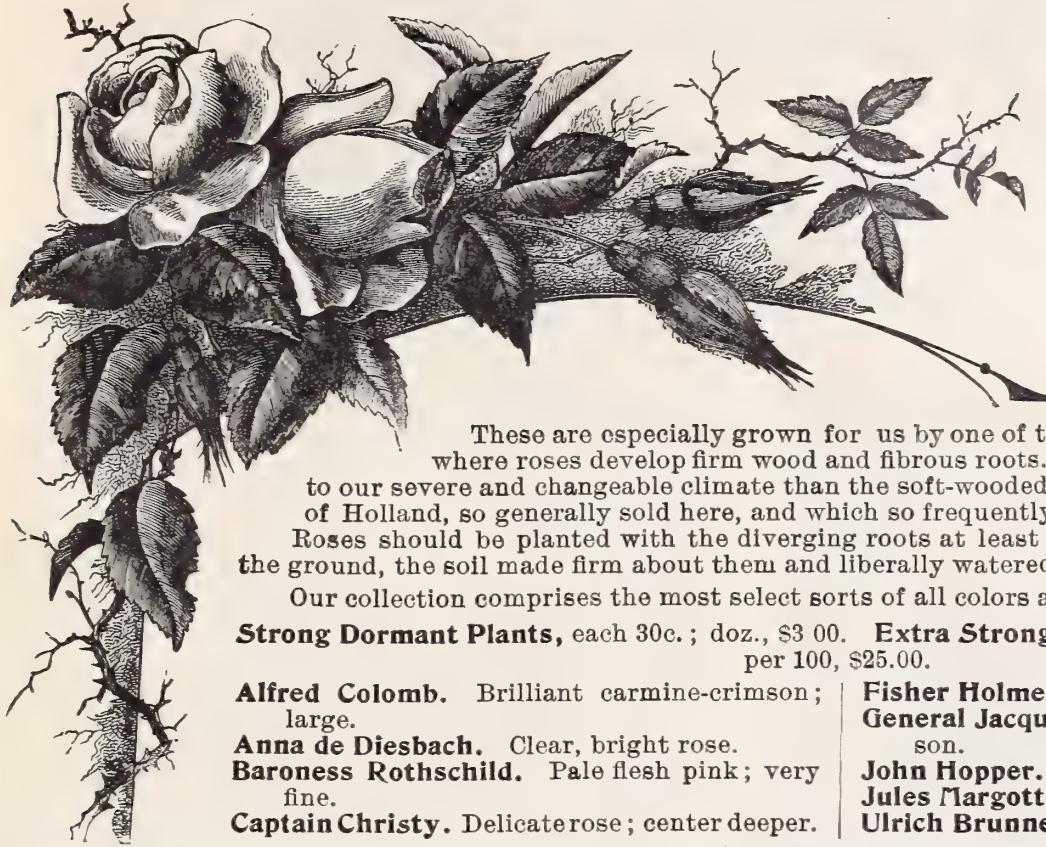 These are especially grown for us by one of t
where roses develop firm wood and fibrous roots.
to our severe and changeable climate than the soft-wooded
of Holland, so generally sold here, and which so frequently
Roses should be planted with the diverging roots at least
the ground, the soil made firm about them and liberally watered
Our collection comprises the most select sorts of all colors a
Strong Dormant Plants, each 30c.; doz., $3 00. Extra Strong
per 100, $25.00.
Alfred Colomb. Brilliant carmine-crimson;
large.
Anna de Diesbach. Clear, bright rose.
Baroness Rothschild. Pale flesh pink; very
fine.
Captain Christy. Delicate rose; center deeper.
Fisher Holme
General Jacqu
son.
John Hopper.
Jules Margott
Ulrich Brunne